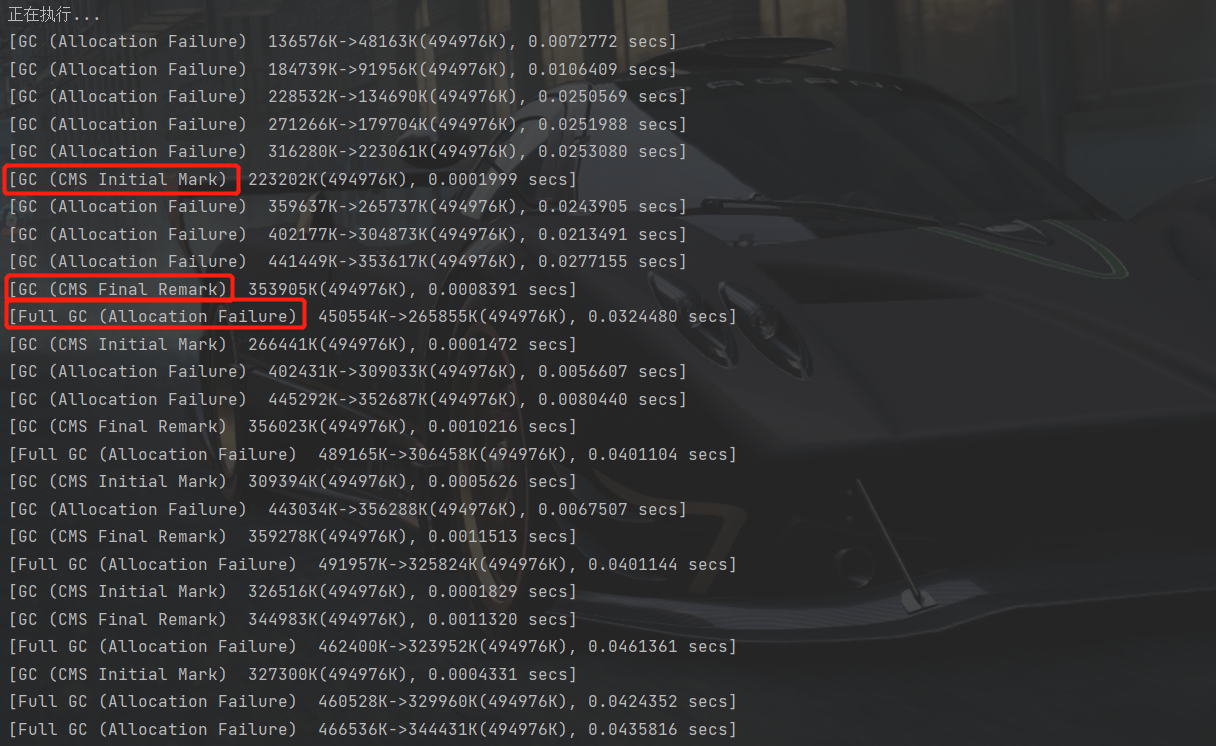 正在执行...
[GC (Allocation Failure)  136576K->48163K(494976K), 0.0072772 secs]
[GC (Allocation Failure)  184739K->91956K(494976K), 0.0106409 secs]
[GC (Allocation Failure)  228532K->134690K(494976K), 0.0250569 secs]
[GC (Allocation Failure)  271266K->179704K(494976K), 0.0251988 secs]
[GC (Allocation Failure)  316280K->223061K(494976K), 0.0253080 secs]
[GC (CMS Initial Mark)  223202K(494976K), 0.0001999 secs]
[GC (Allocation Failure)  359637K->265737K(494976K), 0.0243905 secs]
[GC (Allocation Failure)  402177K->304873K(494976K), 0.0213491 secs]
[GC (Allocation Failure)  441449K->353617K(494976K), 0.0277155 secs]
[GC (CMS Final Remark)  353905K(494976K), 0.0008391 secs]
[Full GC (Allocation Failure)  450554K->265855K(494976K), 0.0324480 secs]
[GC (CMS Initial Mark)  266441K(494976K), 0.0001472 secs]
[GC (Allocation Failure)  402431K->309033K(494976K), 0.0056607 secs]
[GC (Allocation Failure)  445292K->352687K(494976K), 0.0080440 secs]
[GC (CMS Final Remark)  356023K(494976K), 0.0010216 secs]
[Full GC (Allocation Failure)  489165K->306458K(494976K), 0.0401104 secs]
[GC (CMS Initial Mark)  309394K(494976K), 0.0005626 secs]
[GC (Allocation Failure)  443034K->356288K(494976K), 0.0067507 secs]
[GC (CMS Final Remark)  359278K(494976K), 0.0011513 secs]
[Full GC (Allocation Failure)  491957K->325824K(494976K), 0.0401144 secs]
[GC (CMS Initial Mark)  326516K(494976K), 0.0001829 secs]
[GC (CMS Final Remark)  344983K(494976K), 0.0011320 secs]
[Full GC (Allocation Failure)  462400K->323952K(494976K), 0.0461361 secs]
[GC (CMS Initial Mark)  327300K(494976K), 0.0004331 secs]
[Full GC (Allocation Failure)  460528K->329960K(494976K), 0.0424352 secs]
[Full GC (Allocation Failure)  466536K->344431K(494976K), 0.0435816 secs]